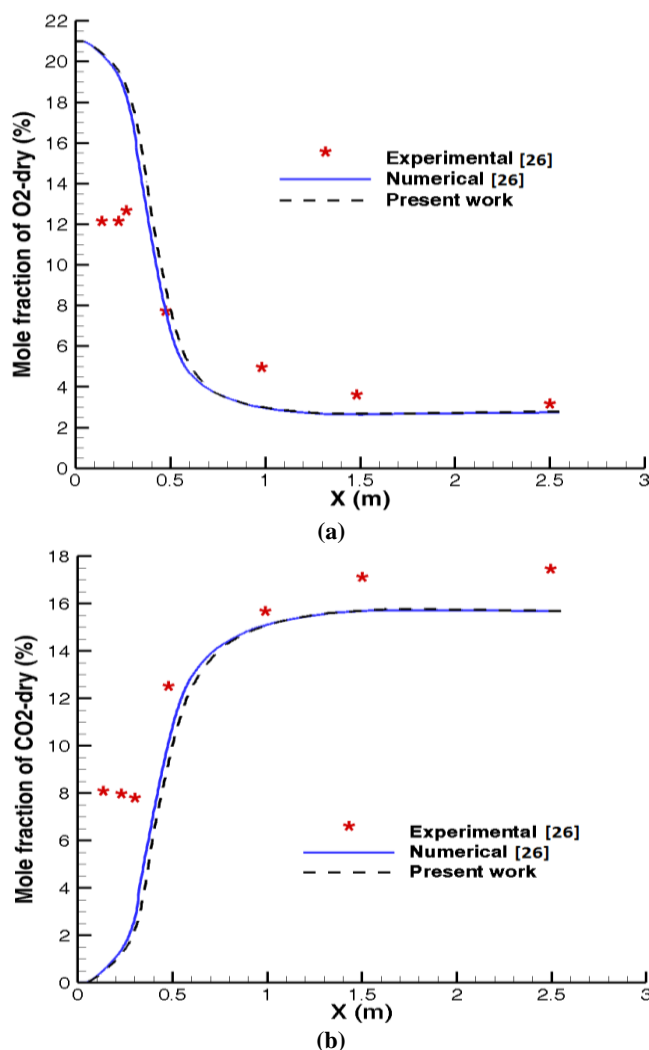 22
20
18
16
14
12
10
8
6
4
2
0
Mole fraction of O2-dry (%)
Experimental [26]
Numerical [26]
Present work
0 0.5 1 1.5 2 2.5 3
X (m)
(a)
18
16
14
12
10
8
6
4
2
0
Mole fraction of CO2-dry (%)
Experimental [26]
Numerical [26]
Present work
0 0.5 1 1.5 2 2.5 3
X (m)
(b)